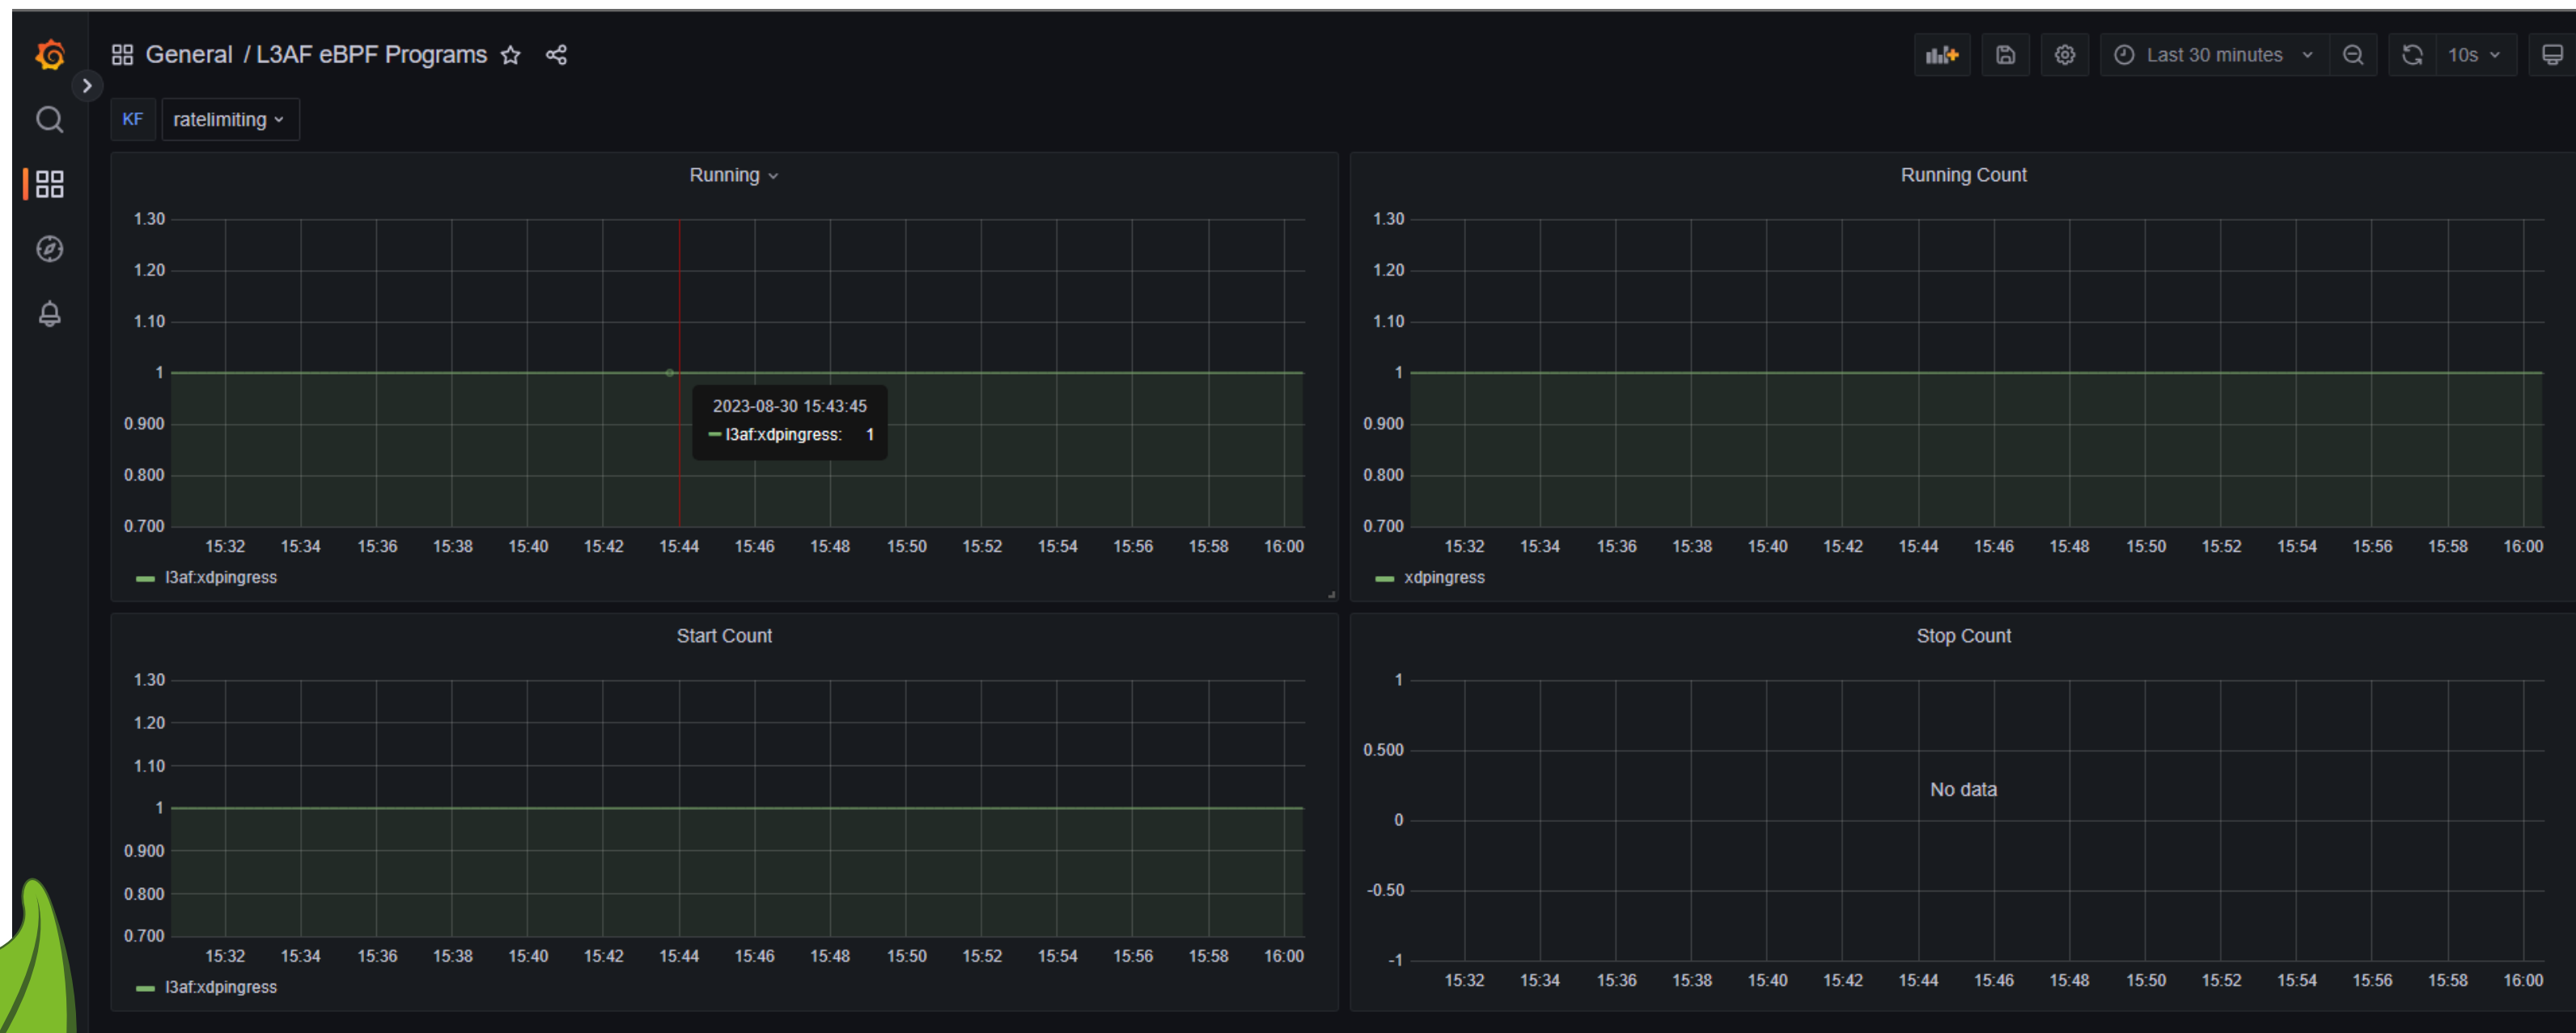 General / L3AF eBPF Programs
Last 30 minutes
10s
KF ratelimiting
Running
1.30
1.20
1.10
1
0.900
0.800
0.700
2023-08-30 15:43:45
l3af:xdpingress: 1
15:32 15:34 15:36 15:38 15:40 15:42 15:44 15:46 15:48 15:50 15:52 15:54 15:56 15:58 16:00
l3af:xdpingress
Running Count
1.30
1.20
1.10
1
0.900
0.800
0.700
15:32 15:34 15:36 15:38 15:40 15:42 15:44 15:46 15:48 15:50 15:52 15:54 15:56 15:58 16:00
xdpingress
Start Count
1.30
1.20
1.10
1
0.900
0.800
0.700
15:32 15:34 15:36 15:38 15:40 15:42 15:44 15:46 15:48 15:50 15:52 15:54 15:56 15:58 16:00
l3af:xdpingress
Stop Count
1
0.500
No data
0
-0.50
-1
15:32 15:34 15:36 15:38 15:40 15:42 15:44 15:46 15:48 15:50 15:52 15:54 15:56 15:58 16:00